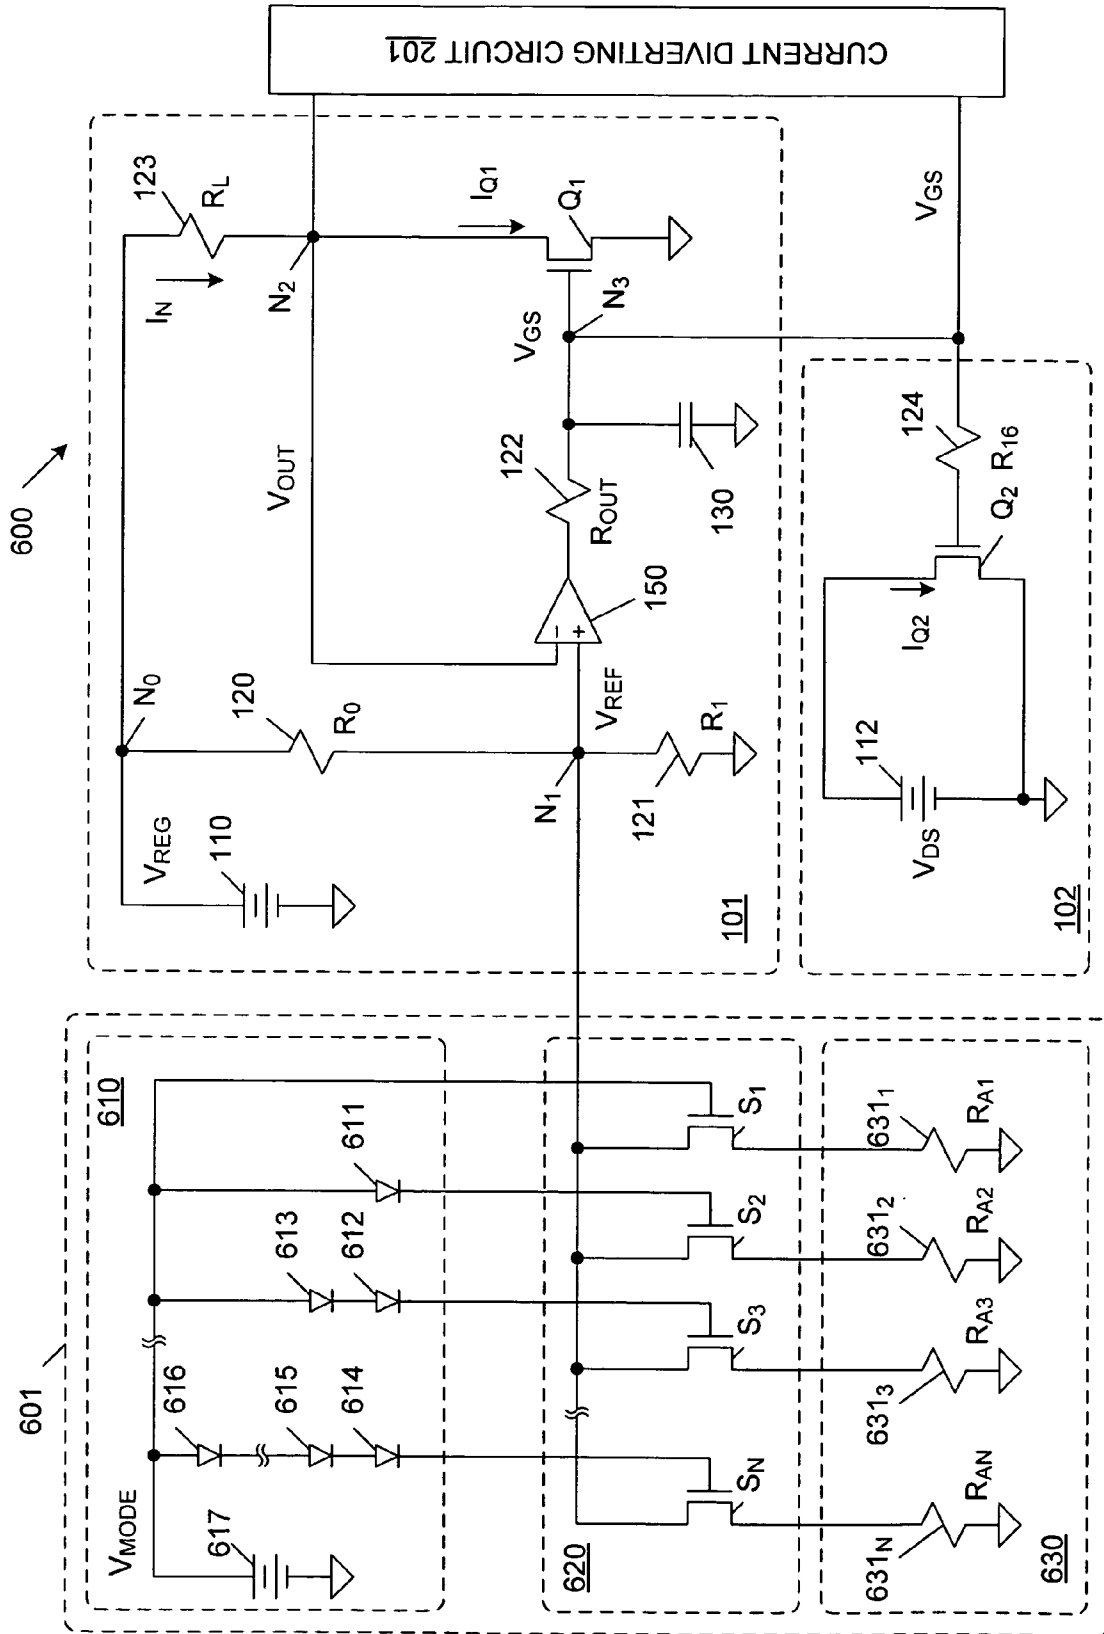 600
CURRENT DIVERTING CIRCUIT 201
601
610
VMODE
617
616
615
614
613
612
611
620
SN
S3
S2
S1
630
631N
RAN
6313
RA3
6312
RA2
6311
RA1
VREG
110
N0
120
R0
N1
VREF
121
R1
101
VOUT
150
122
ROUT
130
IN
123
RL
N2
IQ1
Q1
VGS
N3
VGS
102
VDS
112
IQ2
Q2
124
R16